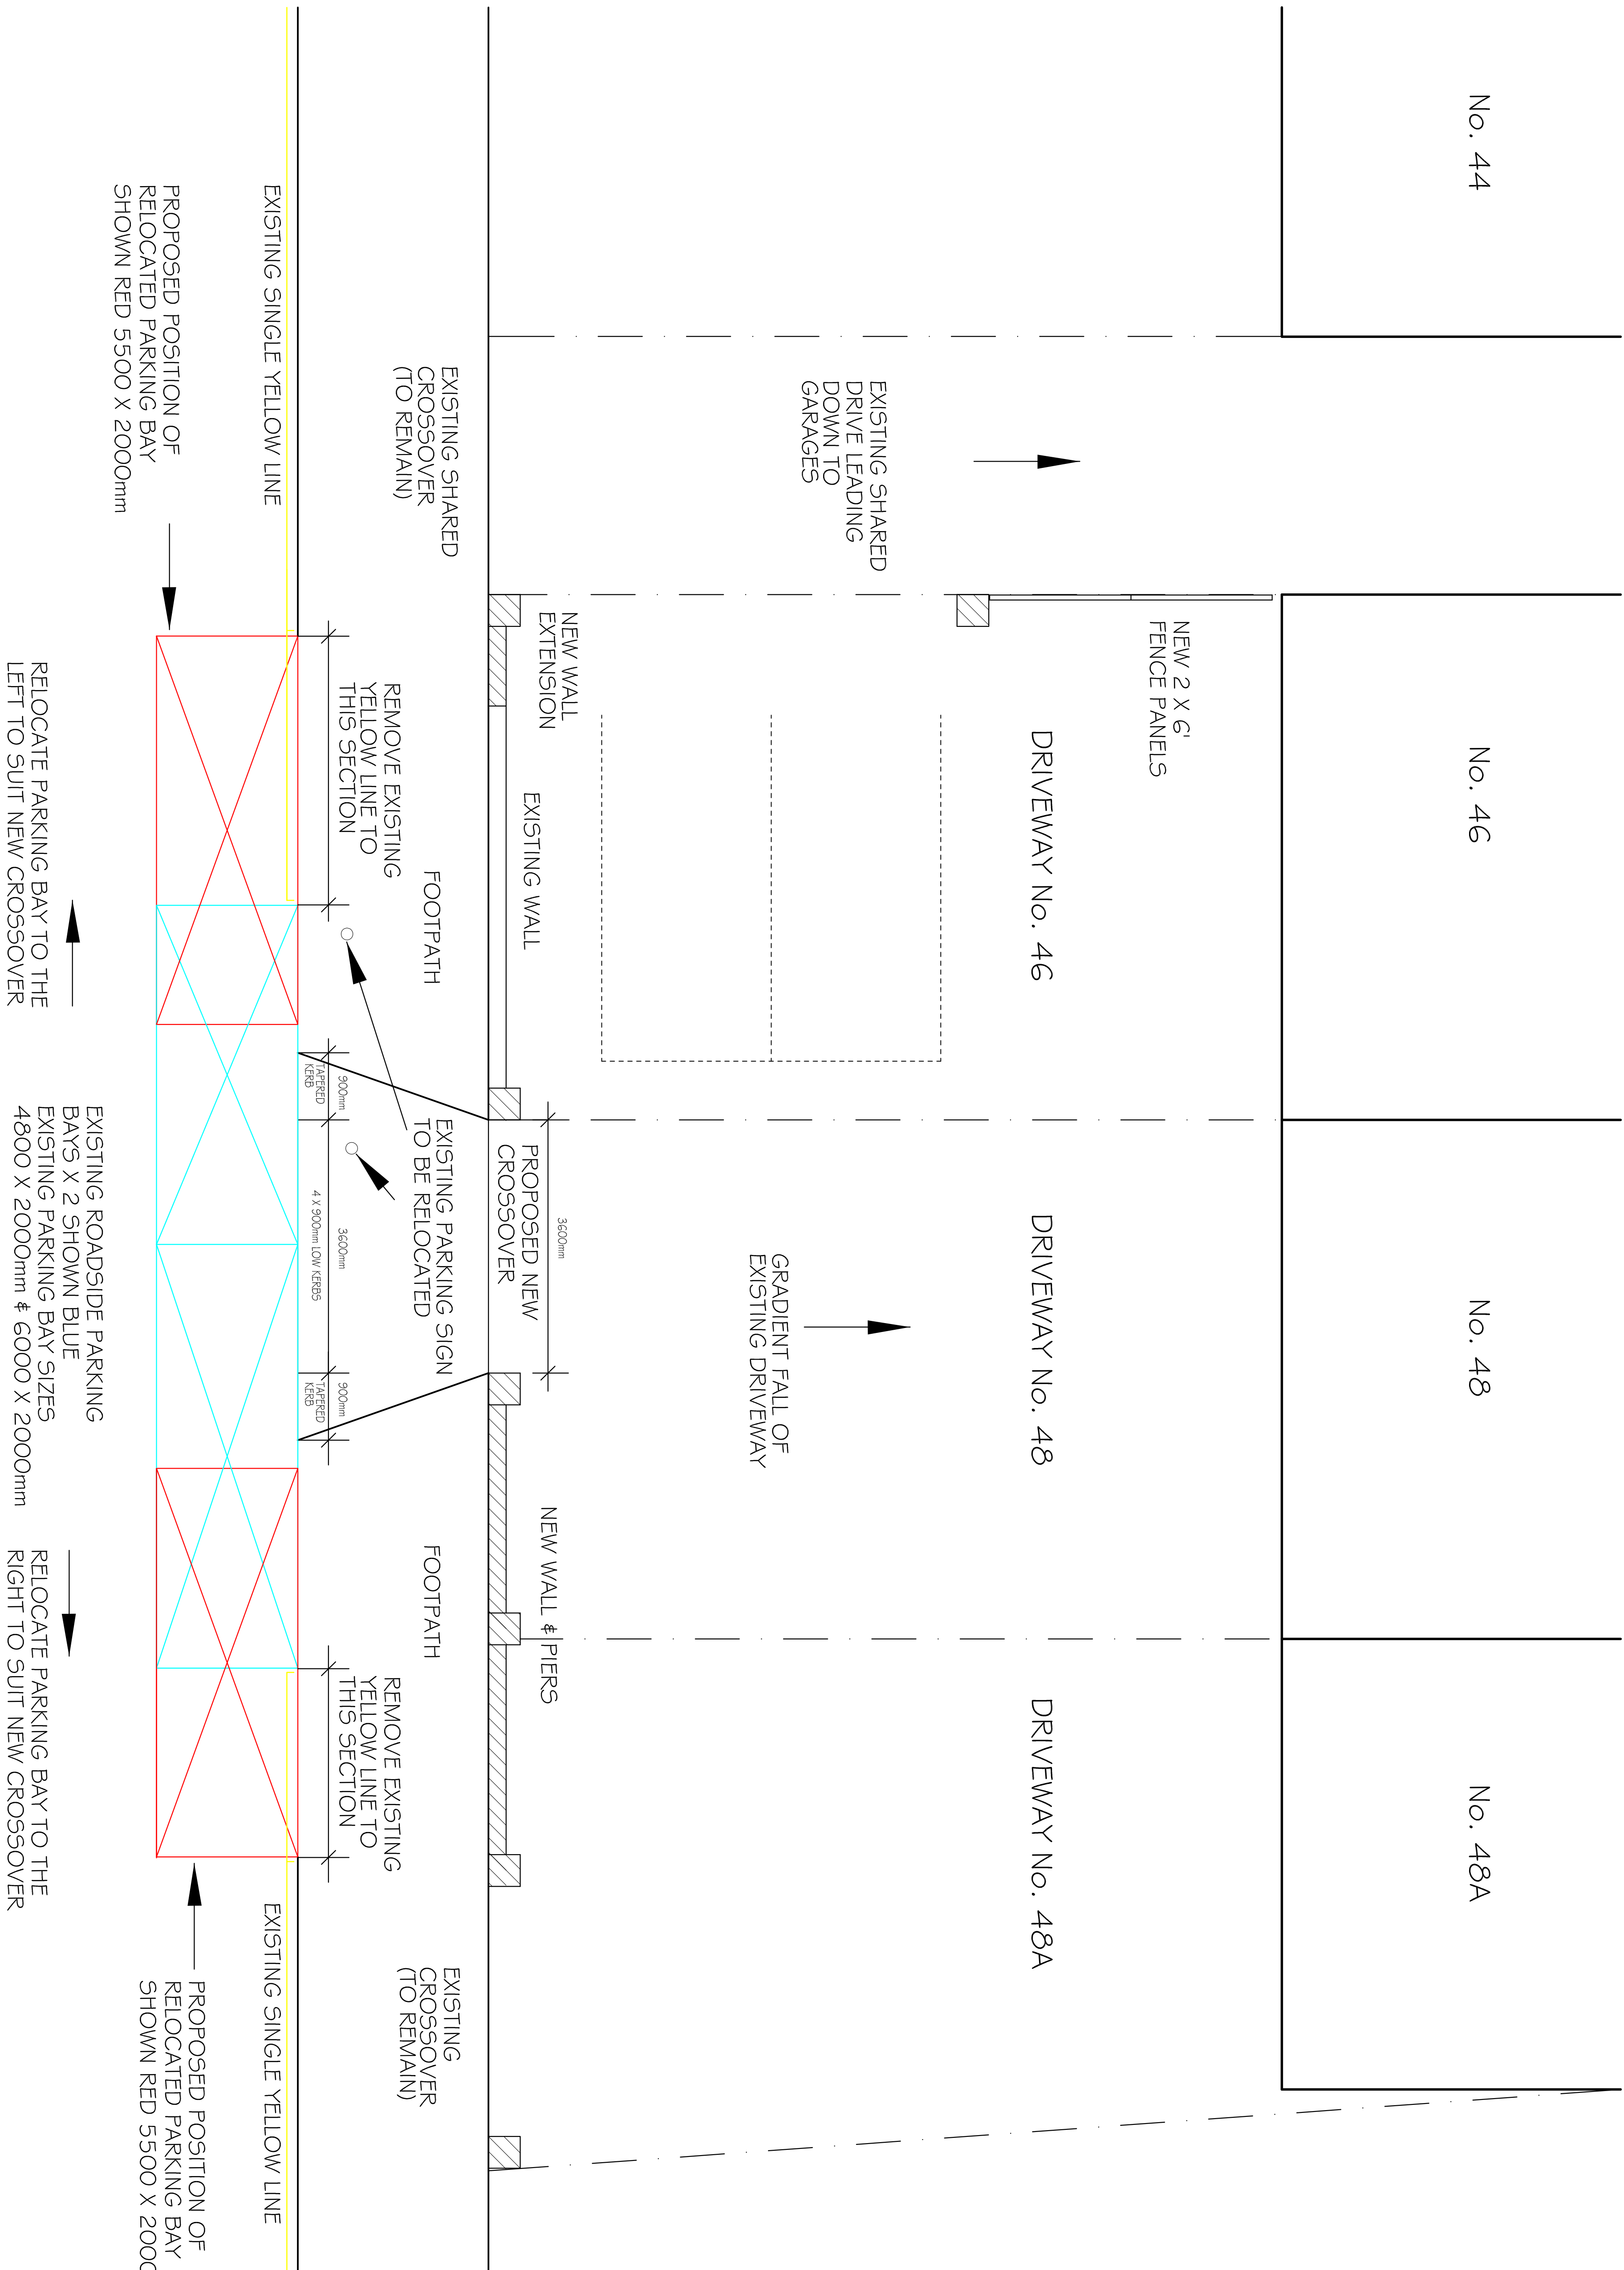 No. 44
No. 46
No. 48
No. 48A
NEW 2 X 6'
FENCE PANELS
DRIVEWAY No. 46
DRIVEWAY No. 48
DRIVEWAY No. 48A
EXISTING SHARED
DRIVE LEADING
DOWN TO
GARAGES
GRADIENT FALL OF
EXISTING DRIVEWAY
NEW WALL
EXTENSION
EXISTING WALL
3600mm
PROPOSED NEW
CROSSOVER
NEW WALL & PIERS
EXISTING SHARED
CROSSOVER
(TO REMAIN)
FOOTPATH
EXISTING PARKING SIGN
TO BE RELOCATED
FOOTPATH
EXISTING
CROSSOVER
(TO REMAIN)
REMOVE EXISTING
YELLOW LINE TO
THIS SECTION
900mm
TAPERED
KERB
3600mm
4 X 900mm LOW KERBS
900mm
TAPERED
KERB
REMOVE EXISTING
YELLOW LINE TO
THIS SECTION
EXISTING SINGLE YELLOW LINE
EXISTING SINGLE YELLOW LINE
PROPOSED POSITION OF
RELOCATED PARKING BAY
SHOWN RED 5500 X 2000mm
PROPOSED POSITION OF
RELOCATED PARKING BAY
SHOWN RED 5500 X 2000
RELOCATE PARKING BAY TO THE
LEFT TO SUIT NEW CROSSOVER
EXISTING ROADSIDE PARKING
BAYS X 2 SHOWN BLUE
EXISTING PARKING BAY SIZES
4800 X 2000mm & 6000 X 2000mm
RELOCATE PARKING BAY TO THE
RIGHT TO SUIT NEW CROSSOVER